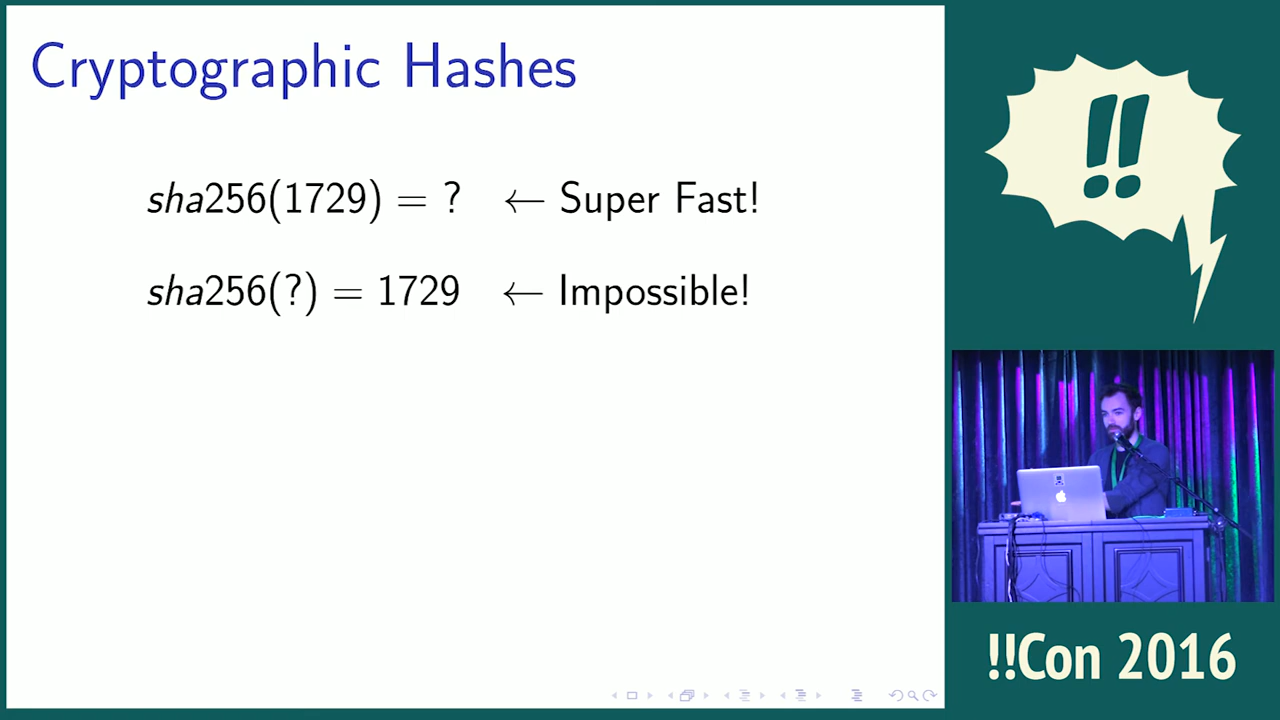 Cryptographic Hashes
sha256(1729) = ? ← Super Fast!
sha256(?) = 1729 ← Impossible!
!!
!!Con 2016